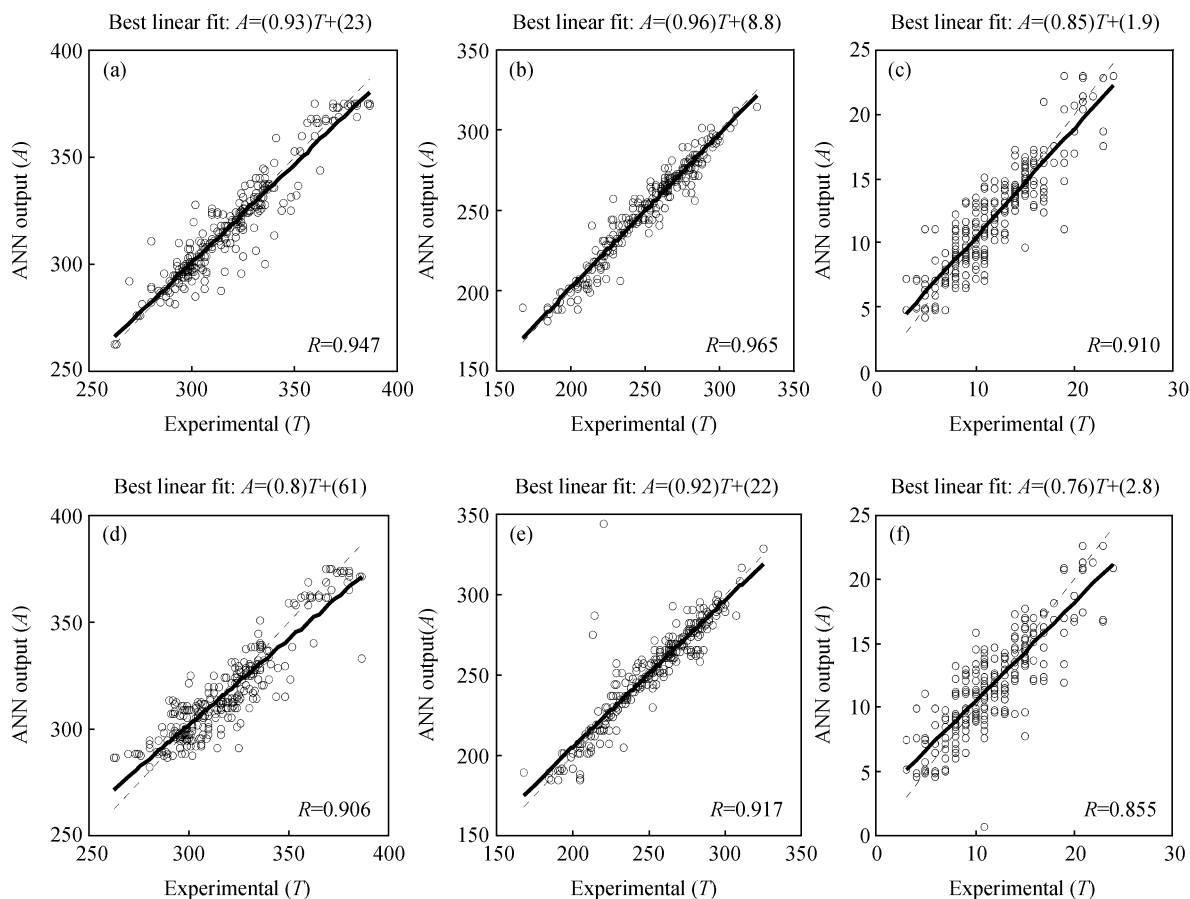 Best linear fit: A=(0.93)T+(23)
400
350
300
250
(a)
R=0.947
250 300 350 400
ANN output (A)
Experimental (T)
Best linear fit: A=(0.96)T+(8.8)
350
300
250
200
150
(b)
R=0.965
150 200 250 300 350
ANN output (A)
Experimental (T)
Best linear fit: A=(0.85)T+(1.9)
25
20
15
10
5
0
(c)
R=0.910
0 10 20 30
ANN output (A)
Experimental (T)
Best linear fit: A=(0.8)T+(61)
400
350
300
250
(d)
R=0.906
250 300 350 400
ANN output (A)
Experimental (T)
Best linear fit: A=(0.92)T+(22)
350
300
250
200
150
(e)
R=0.917
150 200 250 300 350
ANN output(A)
Experimental (T)
Best linear fit: A=(0.76)T+(2.8)
25
20
15
10
5
0
(f)
R=0.855
0 10 20 30
ANN output (A)
Experimental (T)